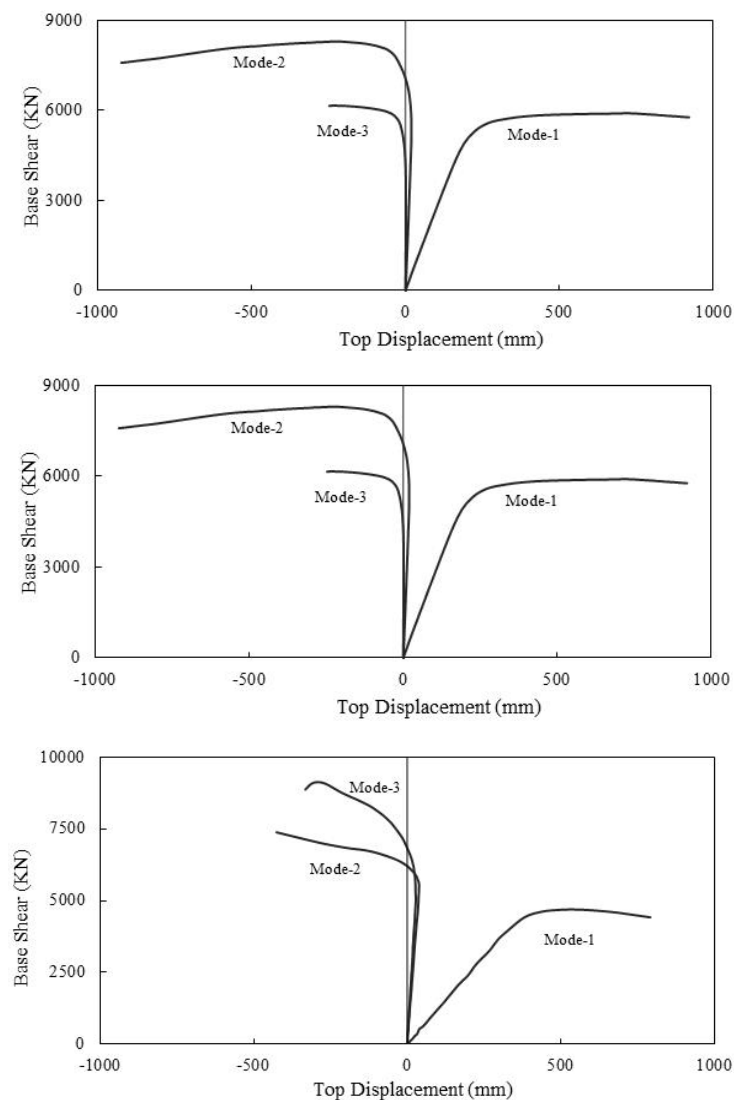 9000
Mode-2
6000
Mode-3
Mode-1
3000
0
Base Shear (KN)
-1000 -500 0 500 1000
Top Displacement (mm)
9000
Mode-2
6000
Mode-3
Mode-1
3000
0
Base Shear (KN)
-1000 -500 0 500 1000
Top Displacement (mm)
10000
Mode-3
7500
Mode-2
5000
Mode-1
2500
0
Base Shear (KN)
-1000 -500 0 500 1000
Top Displacement (mm)